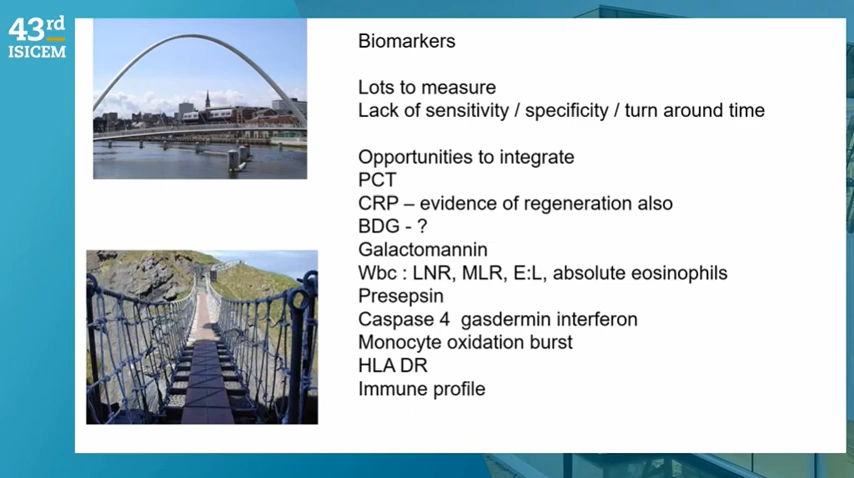 43rd
ISICEM
Biomarkers
Lots to measure
Lack of sensitivity / specificity / turn around time
Opportunities to integrate
PCT
CRP – evidence of regeneration also
BDG - ?
Galactomannin
Wbc : LNR, MLR, E:L, absolute eosinophils
Presepsin
Caspase 4  gasdermin interferon
Monocyte oxidation burst
HLA DR
Immune profile